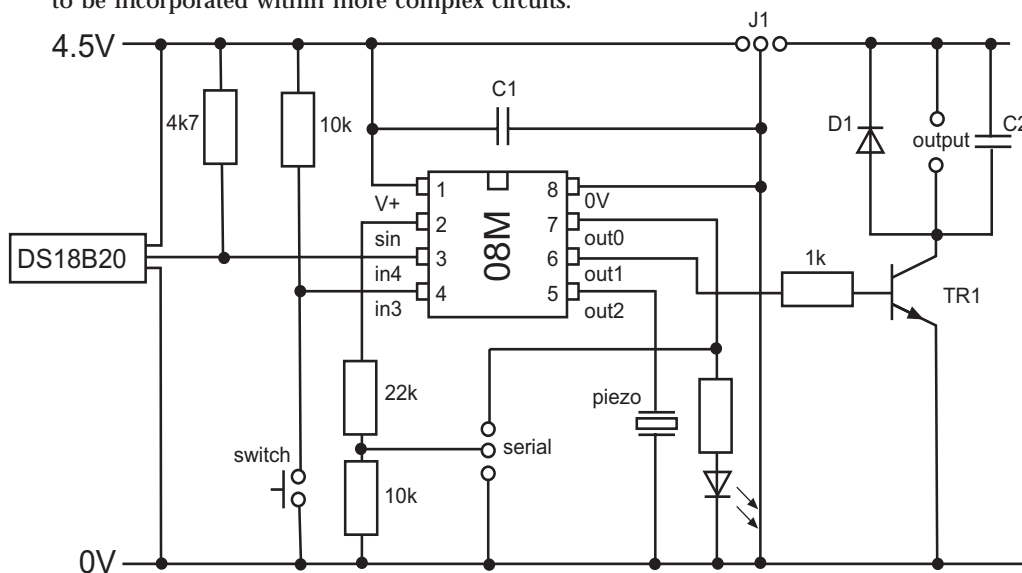 to be incorporated within more complex circuits.
J1
4.5V
C1
4k7
10k
D1
output
C2
1
8
V+
0V
2
7
sin
out0
08M
DS18B20
3
6
in4
out1
1k
4
5
in3
out2
TR1
22k
piezo
switch
serial
10k
0V